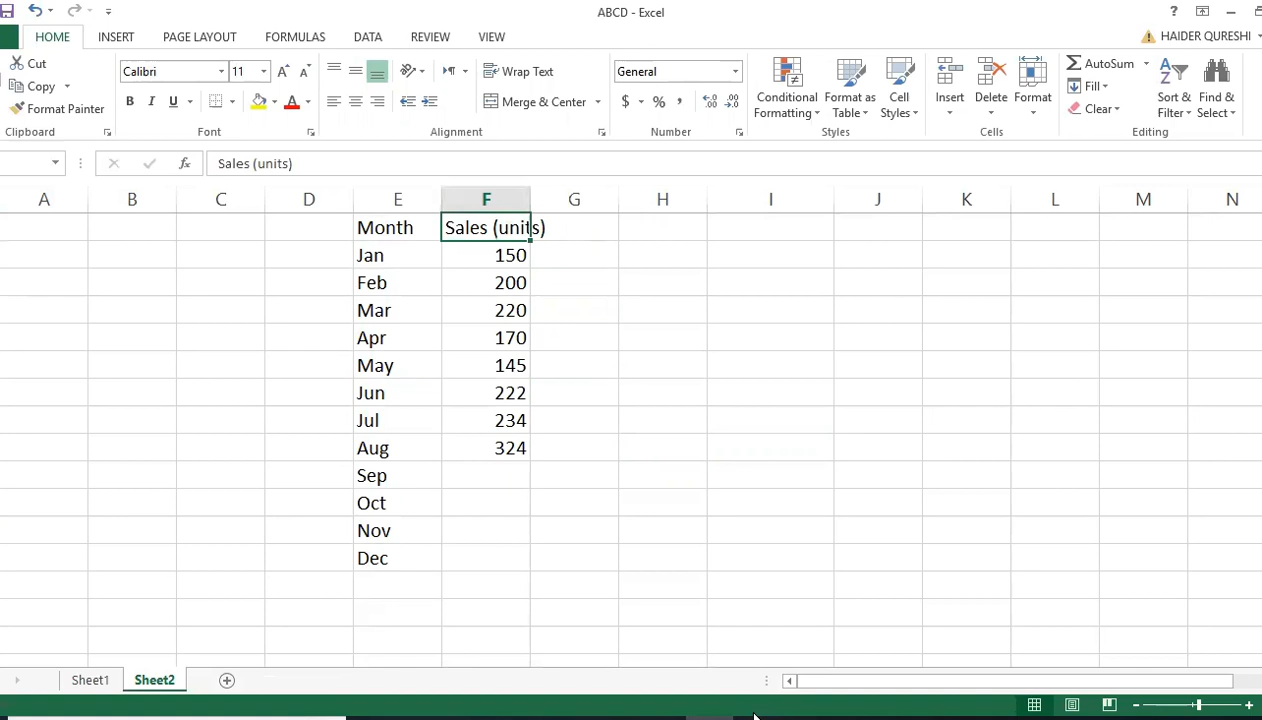 ABCD - Excel
?
HOME INSERT PAGE LAYOUT FORMULAS DATA REVIEW VIEW HAIDER QURESHI
Cut Calibri 11 A A Wrap Text General AutoSum
Copy
Format Painter B I U A Merge & Center $ % , Conditional Formatting Format as Table Cell Styles Insert Delete Format Fill Clear Sort & Filter Find & Select
Clipboard Font Alignment Number Styles Cells Editing
fx Sales (units)
A B C D E F G H I J K L M N
Month Sales (units)
Jan 150
Feb 200
Mar 220
Apr 170
May 145
Jun 222
Jul 234
Aug 324
Sep
Oct
Nov
Dec
Sheet1 Sheet2